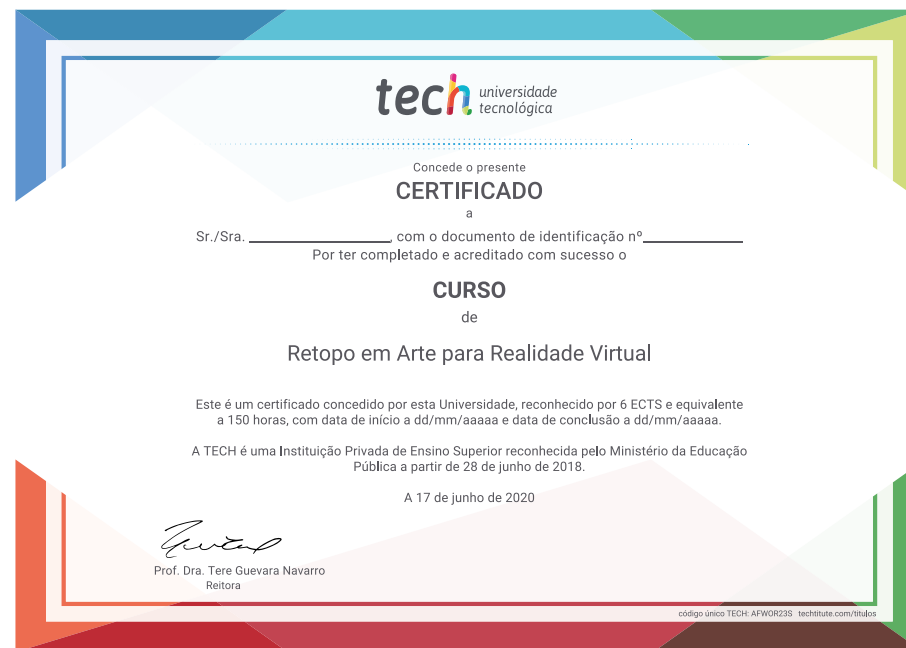 tech universidade
tecnológica
Concede o presente
CERTIFICADO
a
Sr./Sra. ____________________, com o documento de identificação nº______________
Por ter completado e acreditado com sucesso o
CURSO
de
Retopo em Arte para Realidade Virtual
Este é um certificado concedido por esta Universidade, reconhecido por 6 ECTS e equivalente
a 150 horas, com data de início a dd/mm/aaaaa e data de conclusão a dd/mm/aaaaa.
A TECH é uma Instituição Privada de Ensino Superior reconhecida pelo Ministério da Educação
Pública a partir de 28 de junho de 2018.
A 17 de junho de 2020
Prof. Dra. Tere Guevara Navarro
Reitora
código único TECH: AFWOR23S techtitute.com/titulos